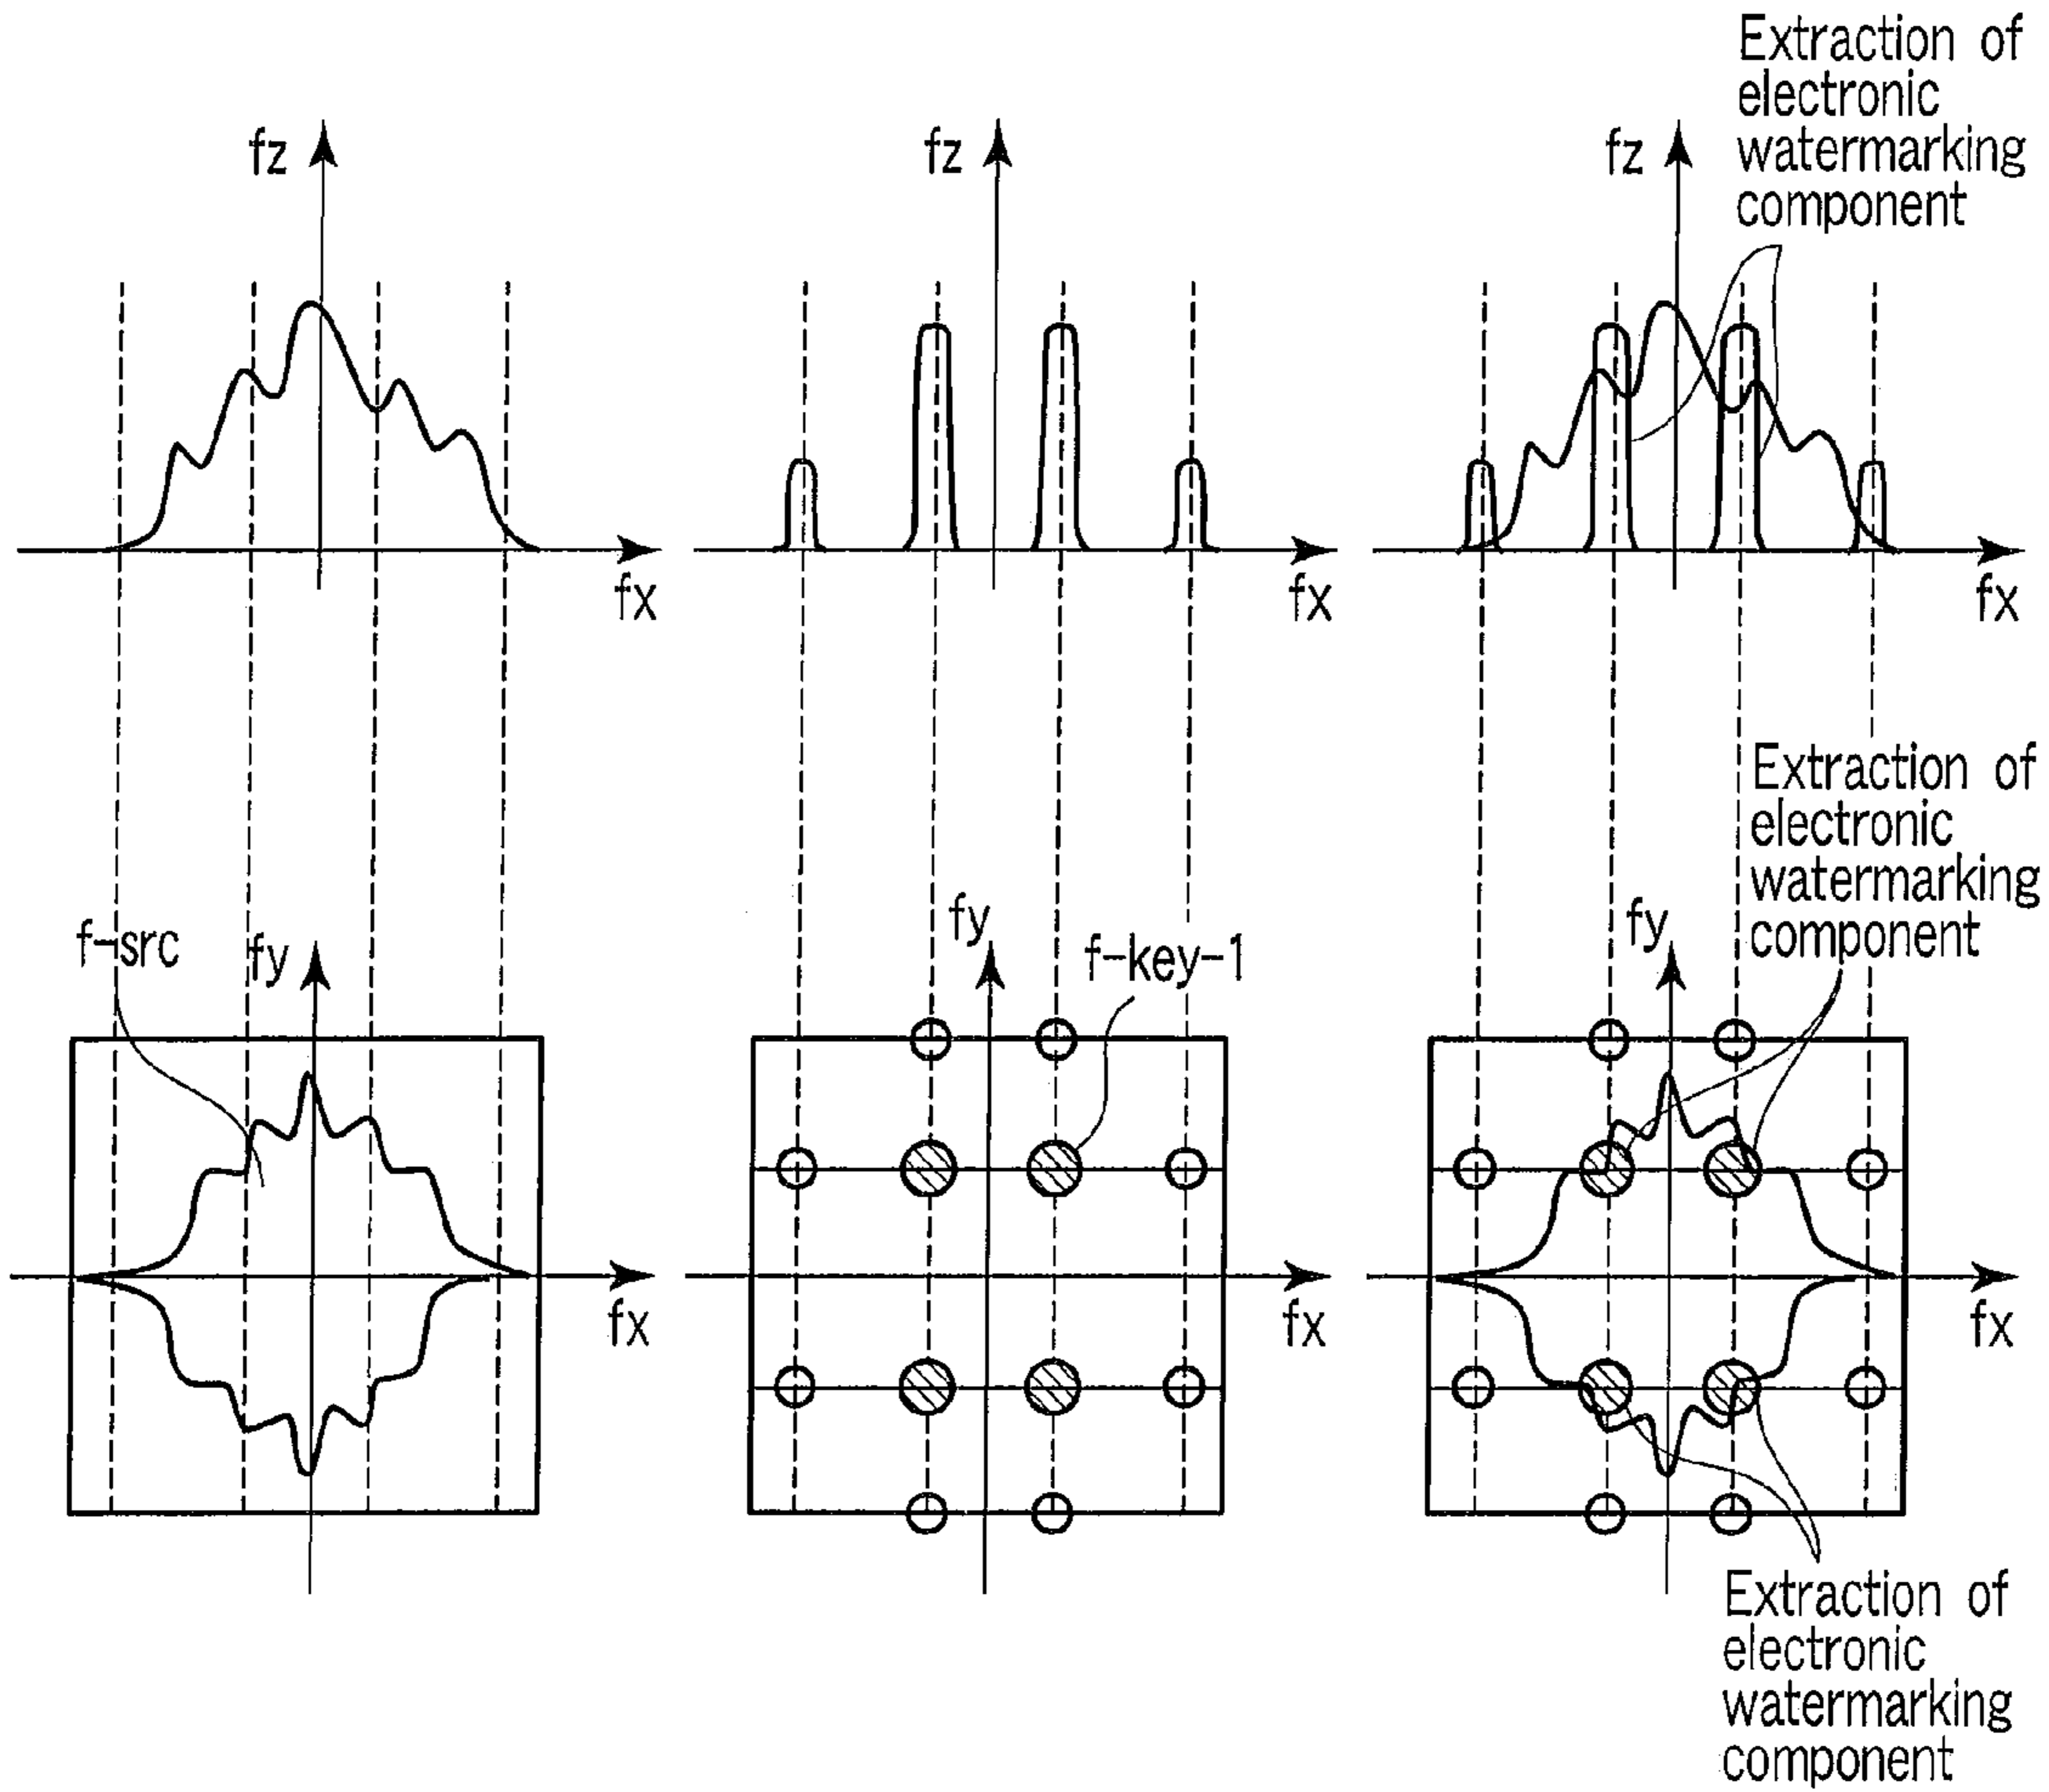 Extraction of
electronic
watermarking
component
fz
fz
fz
fx
fx
fx
Extraction of
electronic
watermarking
component
f-src
fy
fy
f-key-1
fy
fx
fx
fx
Extraction of
electronic
watermarking
component